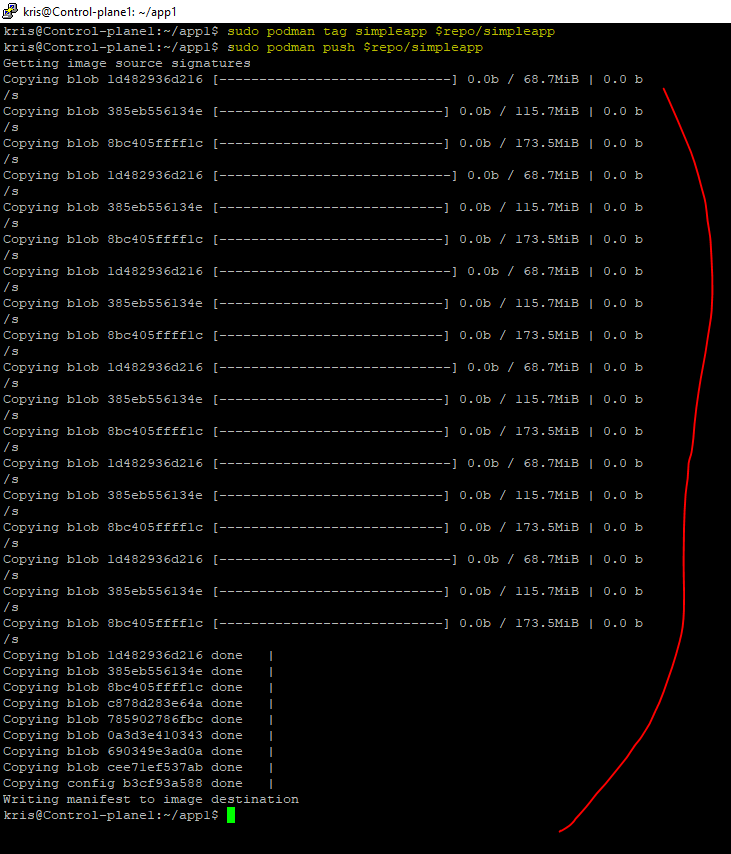 kris@Control-plane1: ~/app1
kris@Control-plane1:~/app1$ sudo podman tag simpleapp $repo/simpleapp
kris@Control-plane1:~/app1$ sudo podman push $repo/simpleapp
Getting image source signatures
Copying blob 1d482936d216 [-----------------------------] 0.0b / 68.7MiB | 0.0 b
/s
Copying blob 385eb556134e [----------------------------] 0.0b / 115.7MiB | 0.0 b
/s
Copying blob 8bc405ffff1c [----------------------------] 0.0b / 173.5MiB | 0.0 b
/s
Copying blob 1d482936d216 [-----------------------------] 0.0b / 68.7MiB | 0.0 b
/s
Copying blob 385eb556134e [----------------------------] 0.0b / 115.7MiB | 0.0 b
/s
Copying blob 8bc405ffff1c [----------------------------] 0.0b / 173.5MiB | 0.0 b
/s
Copying blob 1d482936d216 [-----------------------------] 0.0b / 68.7MiB | 0.0 b
/s
Copying blob 385eb556134e [----------------------------] 0.0b / 115.7MiB | 0.0 b
/s
Copying blob 8bc405ffff1c [----------------------------] 0.0b / 173.5MiB | 0.0 b
/s
Copying blob 1d482936d216 [-----------------------------] 0.0b / 68.7MiB | 0.0 b
/s
Copying blob 385eb556134e [----------------------------] 0.0b / 115.7MiB | 0.0 b
/s
Copying blob 8bc405ffff1c [----------------------------] 0.0b / 173.5MiB | 0.0 b
/s
Copying blob 1d482936d216 [-----------------------------] 0.0b / 68.7MiB | 0.0 b
/s
Copying blob 385eb556134e [----------------------------] 0.0b / 115.7MiB | 0.0 b
/s
Copying blob 8bc405ffff1c [----------------------------] 0.0b / 173.5MiB | 0.0 b
/s
Copying blob 1d482936d216 [-----------------------------] 0.0b / 68.7MiB | 0.0 b
/s
Copying blob 385eb556134e [----------------------------] 0.0b / 115.7MiB | 0.0 b
/s
Copying blob 8bc405ffff1c [----------------------------] 0.0b / 173.5MiB | 0.0 b
/s
Copying blob 1d482936d216 done   |
Copying blob 385eb556134e done   |
Copying blob 8bc405ffff1c done   |
Copying blob c878d283e64a done   |
Copying blob 785902786fbc done   |
Copying blob 0a3d3e410343 done   |
Copying blob 690349e3ad0a done   |
Copying blob cee71ef537ab done   |
Copying config b3cf93a588 done   |
Writing manifest to image destination
kris@Control-plane1:~/app1$